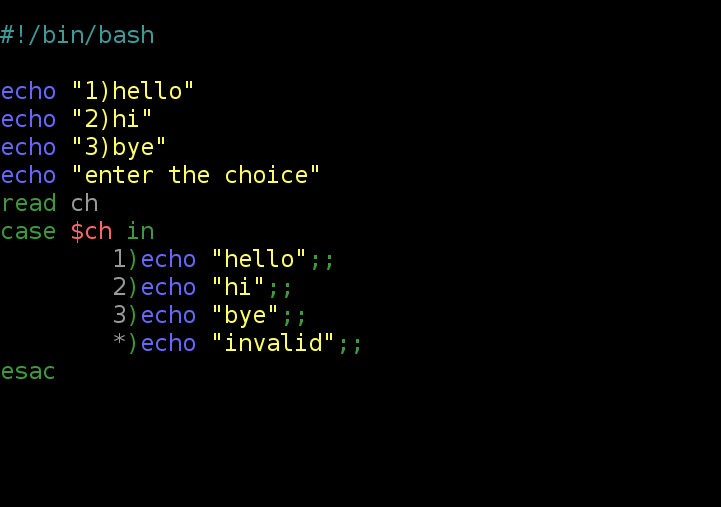 #!/bin/bash

echo "1)hello"
echo "2)hi"
echo "3)bye"
echo "enter the choice"
read ch
case $ch in
        1)echo "hello";;
        2)echo "hi";;
        3)echo "bye";;
        *)echo "invalid";;
esac